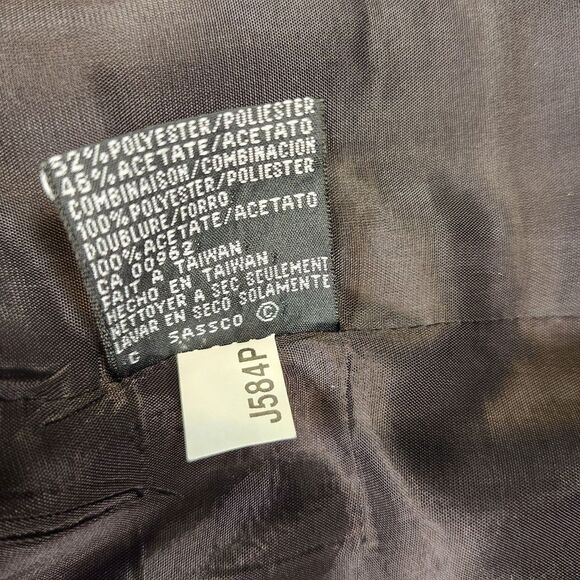 52% POLYESTER/POLIESTER
48% ACETATE/ACETATO
COMBINAISON/COMBINACION
100% POLYESTER/POLIESTER
DOUBLURE/FORRO
100% ACETATE/ACETATO
CA 00962
FAIT A TAIWAN
HECHO EN TAIWAN
NETTOYER A SEC SEULEMENT
LAVAR EN SECO SOLAMENTE
C SASSCO ©
J584P